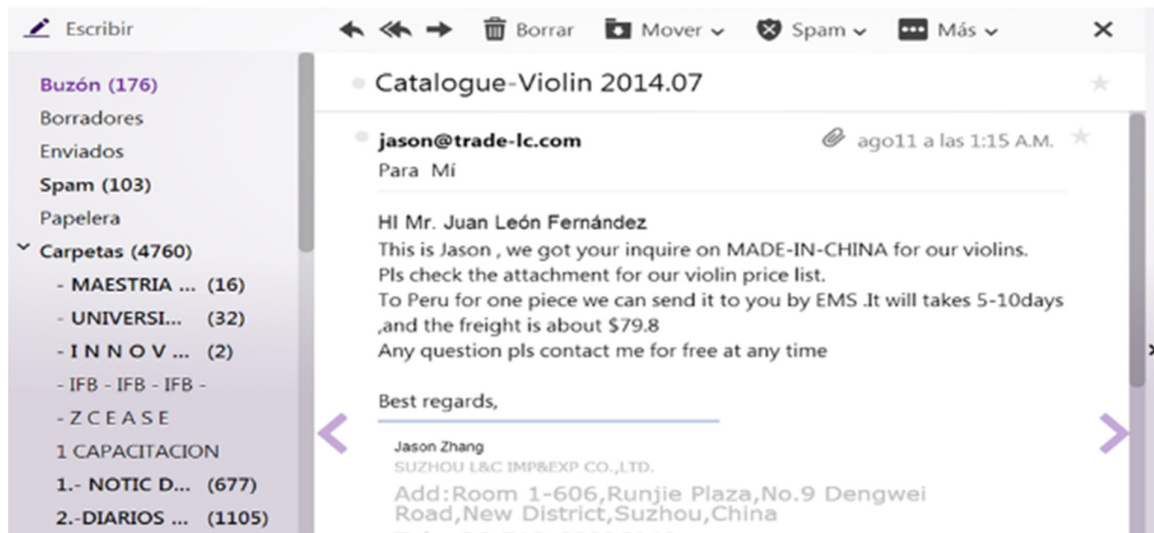 Escribir
Borrar Mover Spam Más
Buzón (176)
Borradores
Enviados
Spam (103)
Papelera
Carpetas (4760)
- MAESTRIA ... (16)
- UNIVERSI... (32)
- I N N O V ... (2)
- IFB - IFB - IFB -
- Z C E A S E
1 CAPACITACION
1.- NOTIC D... (677)
2.-DIARIOS ... (1105)
Catalogue-Violin 2014.07
jason@trade-lc.com ago11 a las 1:15 A.M.
Para Mí
HI Mr. Juan León Fernández
This is Jason , we got your inquire on MADE-IN-CHINA for our violins.
Pls check the attachment for our violin price list.
To Peru for one piece we can send it to you by EMS .It will takes 5-10days
,and the freight is about $79.8
Any question pls contact me for free at any time
Best regards,
Jason Zhang
SUZHOU L&C IMP&EXP CO.,LTD.
Add:Room 1-606,Runjie Plaza,No.9 Dengwei
Road,New District,Suzhou,China